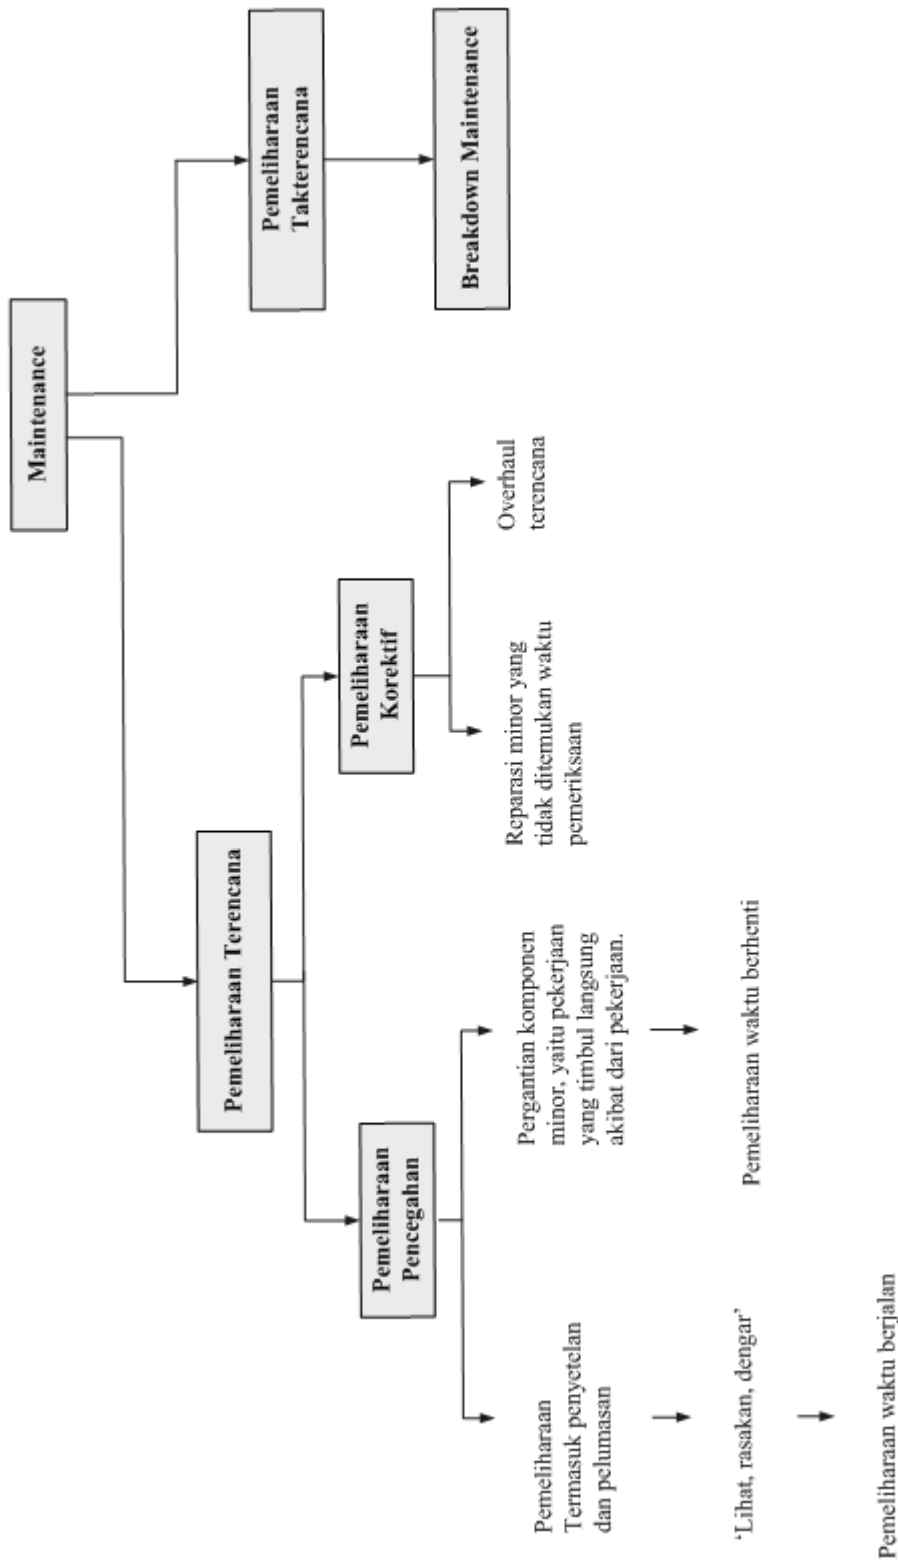 Maintenance
Pemeliharaan Terencana
Pemeliharaan
Takterencana
Pemeliharaan
Pencegahan
Pemeliharaan
Korektif
Breakdown Maintenance
Pemeliharaan
Termasuk penyetelan
dan pelumasan
Pergantian komponen
minor, yaitu pekerjaan
yang timbul langsung
akibat dari pekerjaan.
Reparasi minor yang
tidak ditemukan waktu
pemeriksaan
Overhaul
terencana
‘Lihat, rasakan, dengar’
Pemeliharaan waktu berhenti
Pemeliharaan waktu berjalan